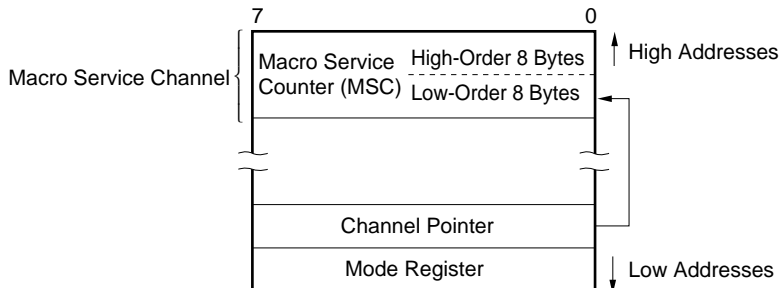 7 0
Macro Service Channel
Macro Service
Counter (MSC)
High-Order 8 Bytes
Low-Order 8 Bytes
High Addresses
Channel Pointer
Mode Register
Low Addresses